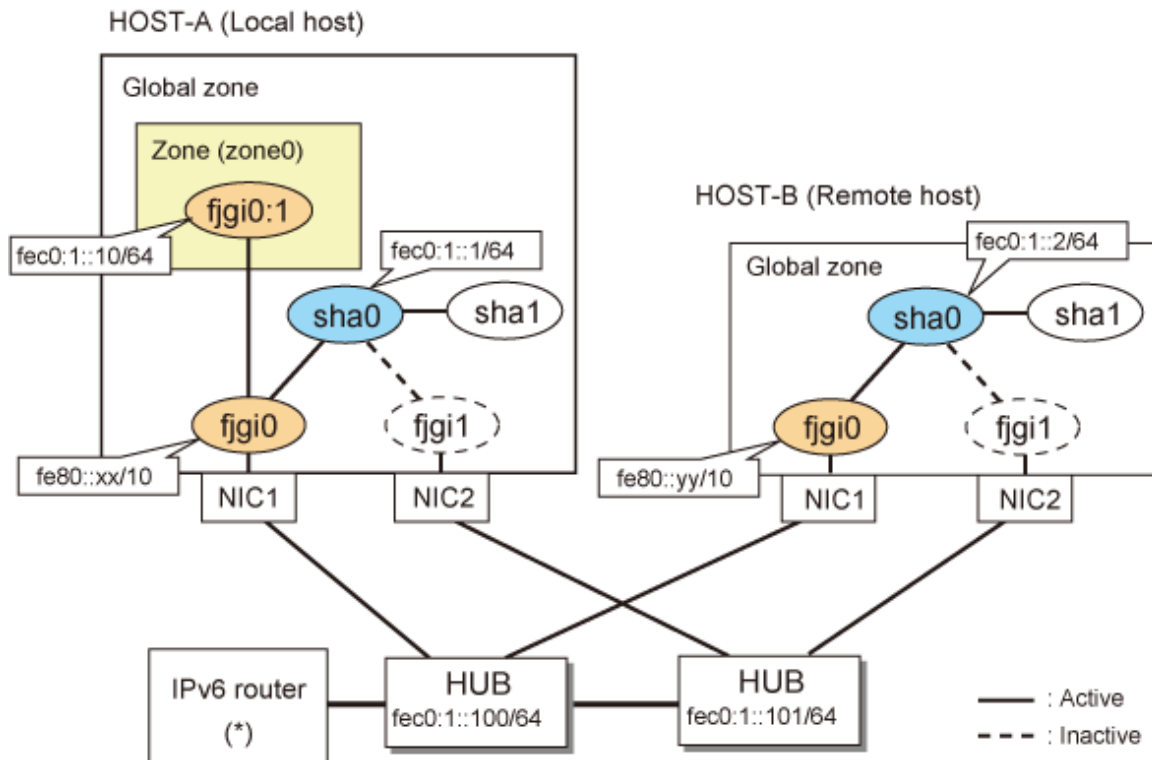 HOST-A (Local host)
Global zone
Zone (zone0)
fjgi0:1
fec0:1::10/64
fec0:1::1/64
sha0
sha1
fjgi0
fjgi1
fe80::xx/10
NIC1
NIC2
HOST-B (Remote host)
fec0:1::2/64
Global zone
sha0
sha1
fjgi0
fjgi1
fe80::yy/10
NIC1
NIC2
IPv6 router
(*)
HUB
fec0:1::100/64
HUB
fec0:1::101/64
: Active
: Inactive